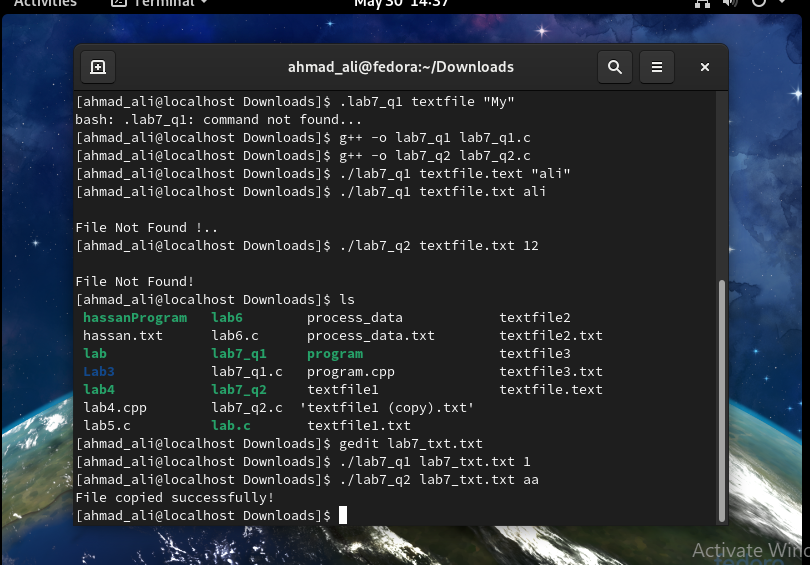 Activities Terminal May 30 14:37
ahmad_ali@fedora:~/Downloads
[ahmad_ali@localhost Downloads]$ .lab7_q1 textfile "My"
bash: .lab7_q1: command not found...
[ahmad_ali@localhost Downloads]$ g++ -o lab7_q1 lab7_q1.c
[ahmad_ali@localhost Downloads]$ g++ -o lab7_q2 lab7_q2.c
[ahmad_ali@localhost Downloads]$ ./lab7_q1 textfile.text "ali"
[ahmad_ali@localhost Downloads]$ ./lab7_q1 textfile.txt ali
File Not Found !..
[ahmad_ali@localhost Downloads]$ ./lab7_q2 textfile.txt 12
File Not Found!
[ahmad_ali@localhost Downloads]$ ls
hassanProgram lab6 process_data textfile2
hassan.txt lab6.c process_data.txt textfile2.txt
lab lab7_q1 program textfile3
Lab3 lab7_q1.c program.cpp textfile3.txt
lab4 lab7_q2 textfile1 textfile.text
lab4.cpp lab7_q2.c 'textfile1 (copy).txt'
lab5.c lab.c textfile1.txt
[ahmad_ali@localhost Downloads]$ gedit lab7_txt.txt
[ahmad_ali@localhost Downloads]$ ./lab7_q1 lab7_txt.txt 1
[ahmad_ali@localhost Downloads]$ ./lab7_q2 lab7_txt.txt aa
File copied successfully!
[ahmad_ali@localhost Downloads]$
Activate Wind
fedora